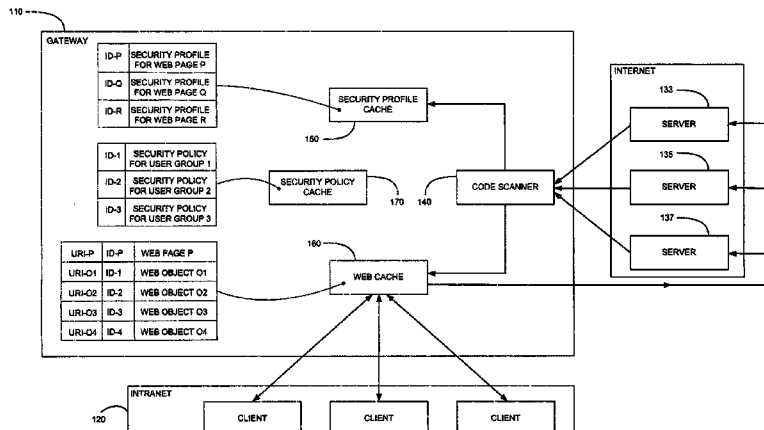 110
GATEWAY
ID-P SECURITY PROFILE FOR WEB PAGE P
ID-Q SECURITY PROFILE FOR WEB PAGE Q
ID-R SECURITY PROFILE FOR WEB PAGE R
SECURITY PROFILE CACHE
150
ID-1 SECURITY POLICY FOR USER GROUP 1
ID-2 SECURITY POLICY FOR USER GROUP 2
ID-3 SECURITY POLICY FOR USER GROUP 3
SECURITY POLICY CACHE
170
140
CODE SCANNER
INTERNET
133
SERVER
135
SERVER
137
SERVER
160
WEB CACHE
URI-P ID-P WEB PAGE P
URI-O1 ID-1 WEB OBJECT O1
URI-O2 ID-2 WEB OBJECT O2
URI-O3 ID-3 WEB OBJECT O3
URI-O4 ID-4 WEB OBJECT O4
120
INTRANET
CLIENT
CLIENT
CLIENT